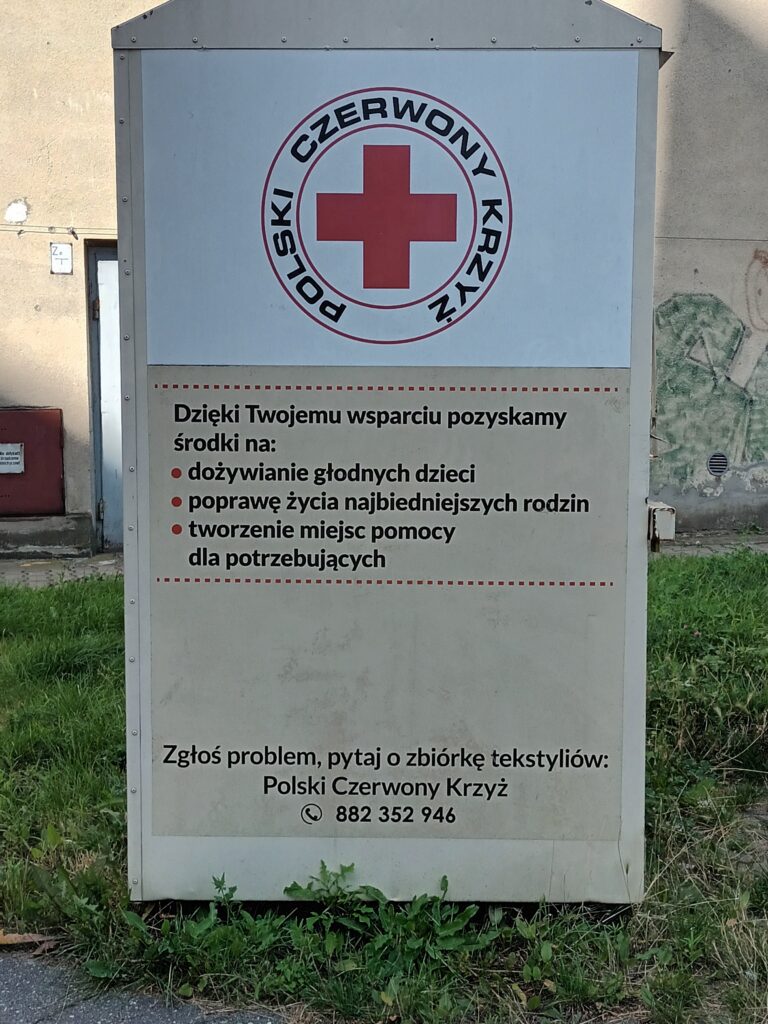 POLSKI CZERWONY KRZYŻ
Dzięki Twojemu wsparciu pozyskamy
środki na:
• dożywianie głodnych dzieci
• poprawę życia najbiedniejszych rodzin
• tworzenie miejsc pomocy
dla potrzebujących
Zgłoś problem, pytaj o zbiórkę tekstyliów:
Polski Czerwony Krzyż
882 352 946